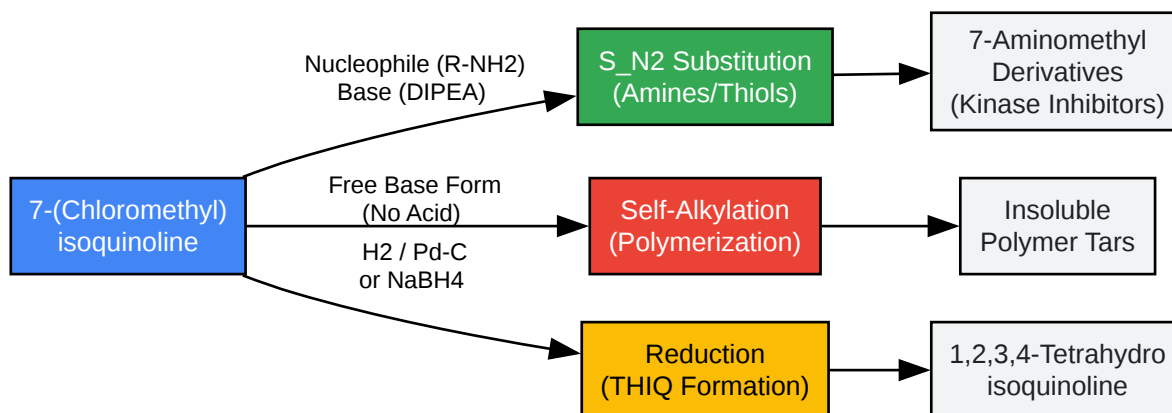 7-(Chloromethyl)
isoquinoline
Nucleophile (R-NH2)
Base (DIPEA)
S_N2 Substitution
(Amines/Thiols)
7-Aminomethyl
Derivatives
(Kinase Inhibitors)
Free Base Form
(No Acid)
Self-Alkylation
(Polymerization)
Insoluble
Polymer Tars
H2 / Pd-C
or NaBH4
Reduction
(THIQ Formation)
1,2,3,4-Tetrahydro
isoquinoline